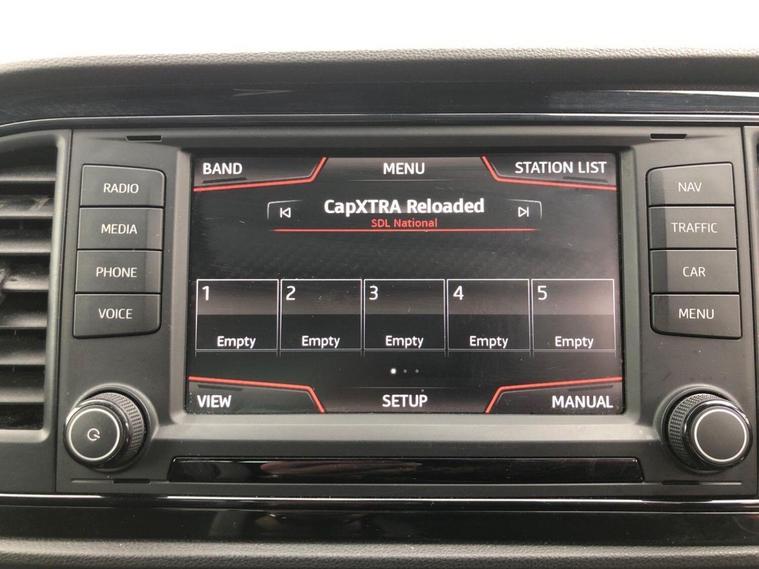 BAND MENU STATION LIST
CapXTRA Reloaded
SDL National
1 2 3 4 5
Empty Empty Empty Empty Empty
VIEW SETUP MANUAL
RADIO
MEDIA
PHONE
VOICE
NAV
TRAFFIC
CAR
MENU